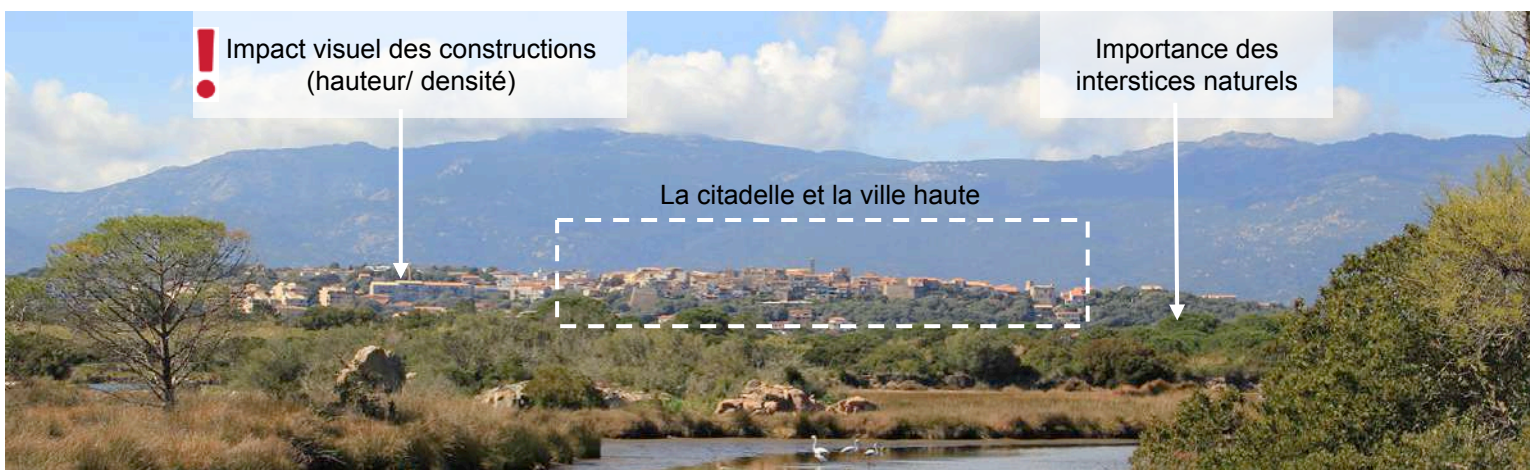 Impact visuel des constructions
(hauteur/ densité)
Importance des
interstices naturels
La citadelle et la ville haute